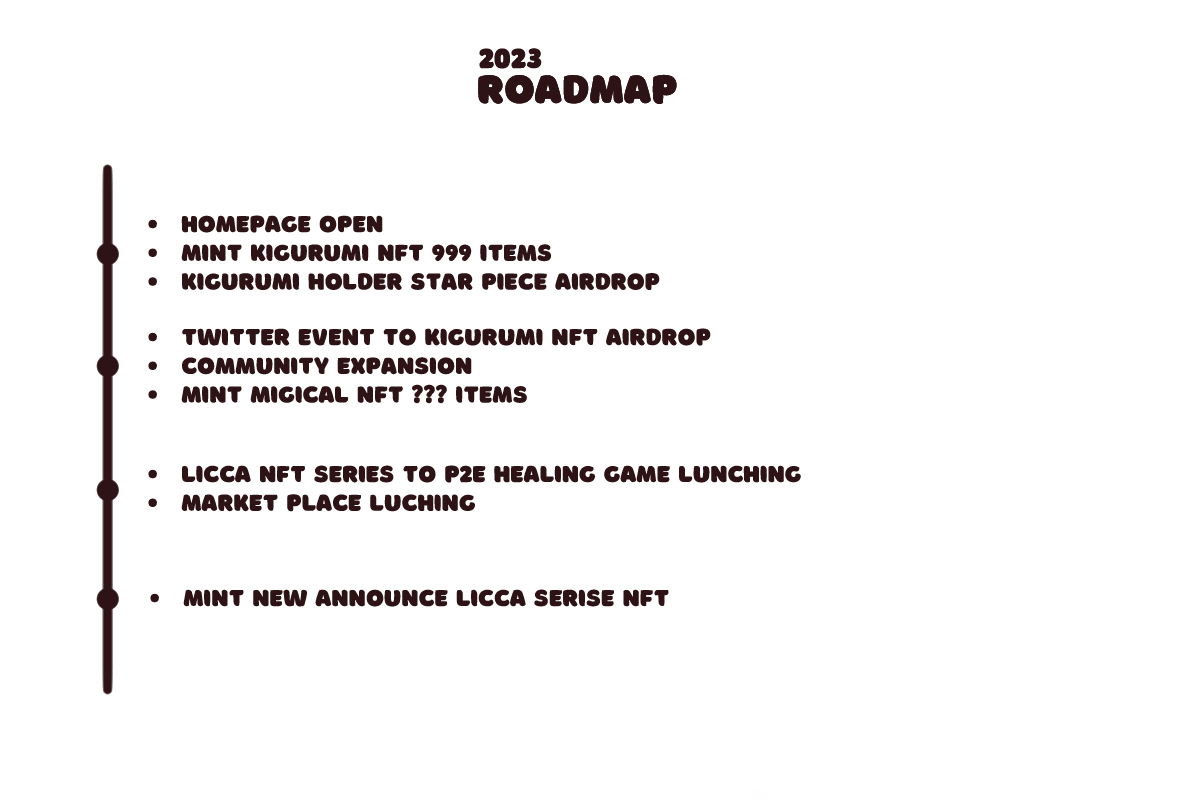 2023
ROADMAP
• HOMEPAGE OPEN
• MINT KIGURUMI NFT 999 ITEMS
• KIGURUMI HOLDER STAR PIECE AIRDROP
• TWITTER EVENT TO KIGURUMI NFT AIRDROP
• COMMUNITY EXPANSION
• MINT MIGICAL NFT ??? ITEMS
• LICCA NFT SERIES TO P2E HEALING GAME LUNCHING
• MARKET PLACE LUCHING
• MINT NEW ANNOUNCE LICCA SERISE NFT